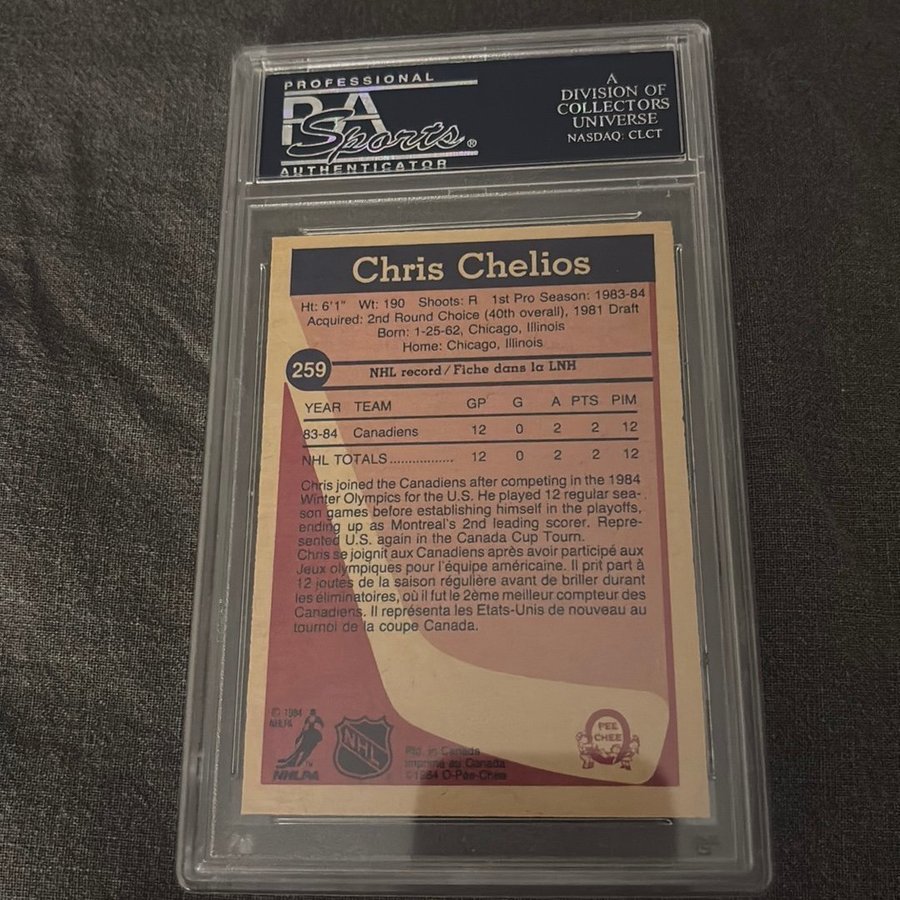 PROFESSIONAL
PSA
Sports®
AUTHENTICATOR
A
DIVISION OF
COLLECTORS
UNIVERSE
NASDAQ: CLCT
Chris Chelios
Ht: 6'1" Wt: 190 Shoots: R 1st Pro Season: 1983-84
Acquired: 2nd Round Choice (40th overall), 1981 Draft
Born: 1-25-62, Chicago, Illinois
Home: Chicago, Illinois
259
NHL record/Fiche dans la LNH
YEAR TEAM GP G A PTS PIM
83-84 Canadiens 12 0 2 2 12
NHL TOTALS................. 12 0 2 2 12
Chris joined the Canadiens after competing in the 1984
Winter Olympics for the U.S. He played 12 regular sea-
son games before establishing himself in the playoffs,
ending up as Montreal's 2nd leading scorer. Repre-
sented U.S. again in the Canada Cup Tourn.
Chris se joignit aux Canadiens après avoir participé aux
Jeux olympiques pour l'équipe américaine. Il prit part à
12 joutes de la saison régulière avant de briller durant
les éliminatoires, où il fut le 2ème meilleur compteur des
Canadiens. Il représenta les Etats-Unis de nouveau au
tournoi de la coupe Canada.
© 1984
NHLPA
NHLPA
TM
NHL
Ptd. in Canada
Imprimé au Canada
©1984 O-Pee-Chee
PEE
CHEE